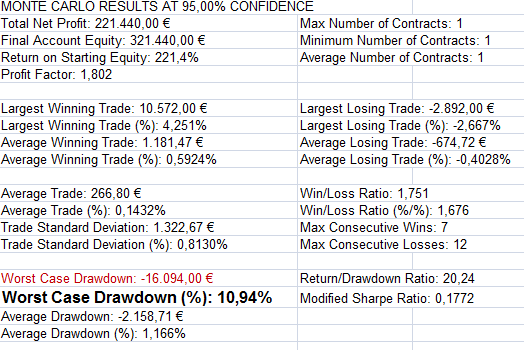 MONTE CARLO RESULTS AT 95,00% CONFIDENCE
Total Net Profit: 221.440,00 € Max Number of Contracts: 1
Final Account Equity: 321.440,00 € Minimum Number of Contracts: 1
Return on Starting Equity: 221,4% Average Number of Contracts: 1
Profit Factor: 1,802
Largest Winning Trade: 10.572,00 € Largest Losing Trade: -2.892,00 €
Largest Winning Trade (%): 4,251% Largest Losing Trade (%): -2,667%
Average Winning Trade: 1.181,47 € Average Losing Trade: -674,72 €
Average Winning Trade (%): 0,5924% Average Losing Trade (%): -0,4028%
Average Trade: 266,80 € Win/Loss Ratio: 1,751
Average Trade (%): 0,1432% Win/Loss Ratio (%/%): 1,676
Trade Standard Deviation: 1.322,67 € Max Consecutive Wins: 7
Trade Standard Deviation (%): 0,8130% Max Consecutive Losses: 12
Worst Case Drawdown: -16.094,00 € Return/Drawdown Ratio: 20,24
Worst Case Drawdown (%): 10,94% Modified Sharpe Ratio: 0,1772
Average Drawdown: -2.158,71 €
Average Drawdown (%): 1,166%